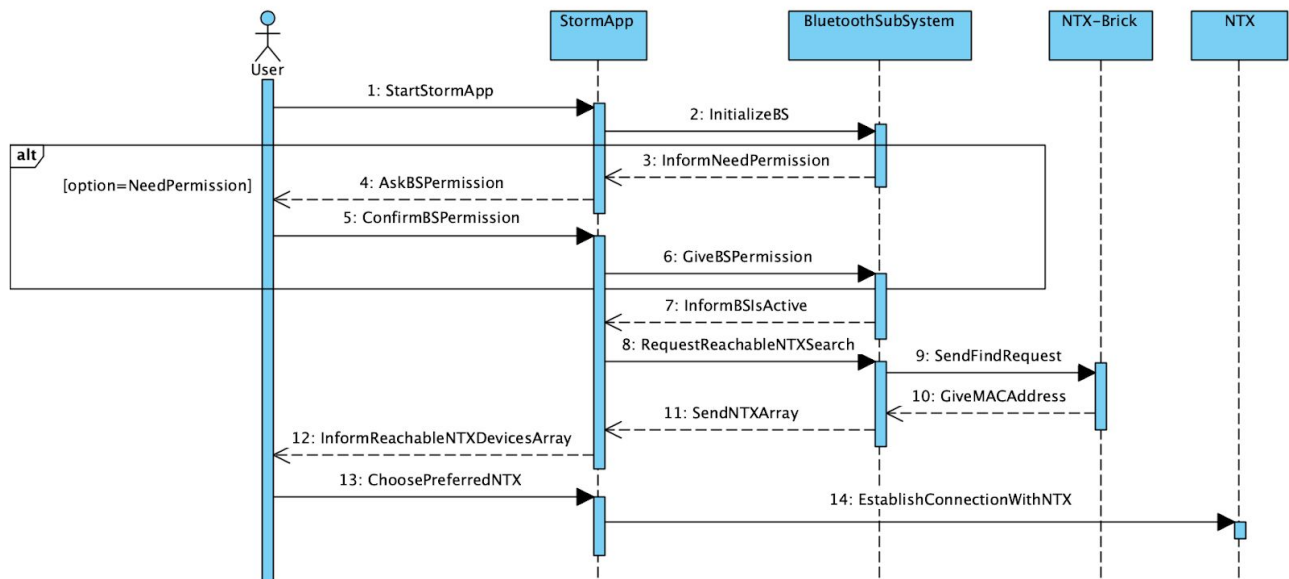 StormApp
BluetoothSubSystem
NTX-Brick
NTX
User
1: StartStormApp
2: InitializeBS
alt
3: InformNeedPermission
[option=NeedPermission]
4: AskBSPermission
5: ConfirmBSPermission
6: GiveBSPermission
7: InformBSIsActive
8: RequestReachableNTXSearch
9: SendFindRequest
10: GiveMACAddress
11: SendNTXArray
12: InformReachableNTXDevicesArray
13: ChoosePreferredNTX
14: EstablishConnectionWithNTX